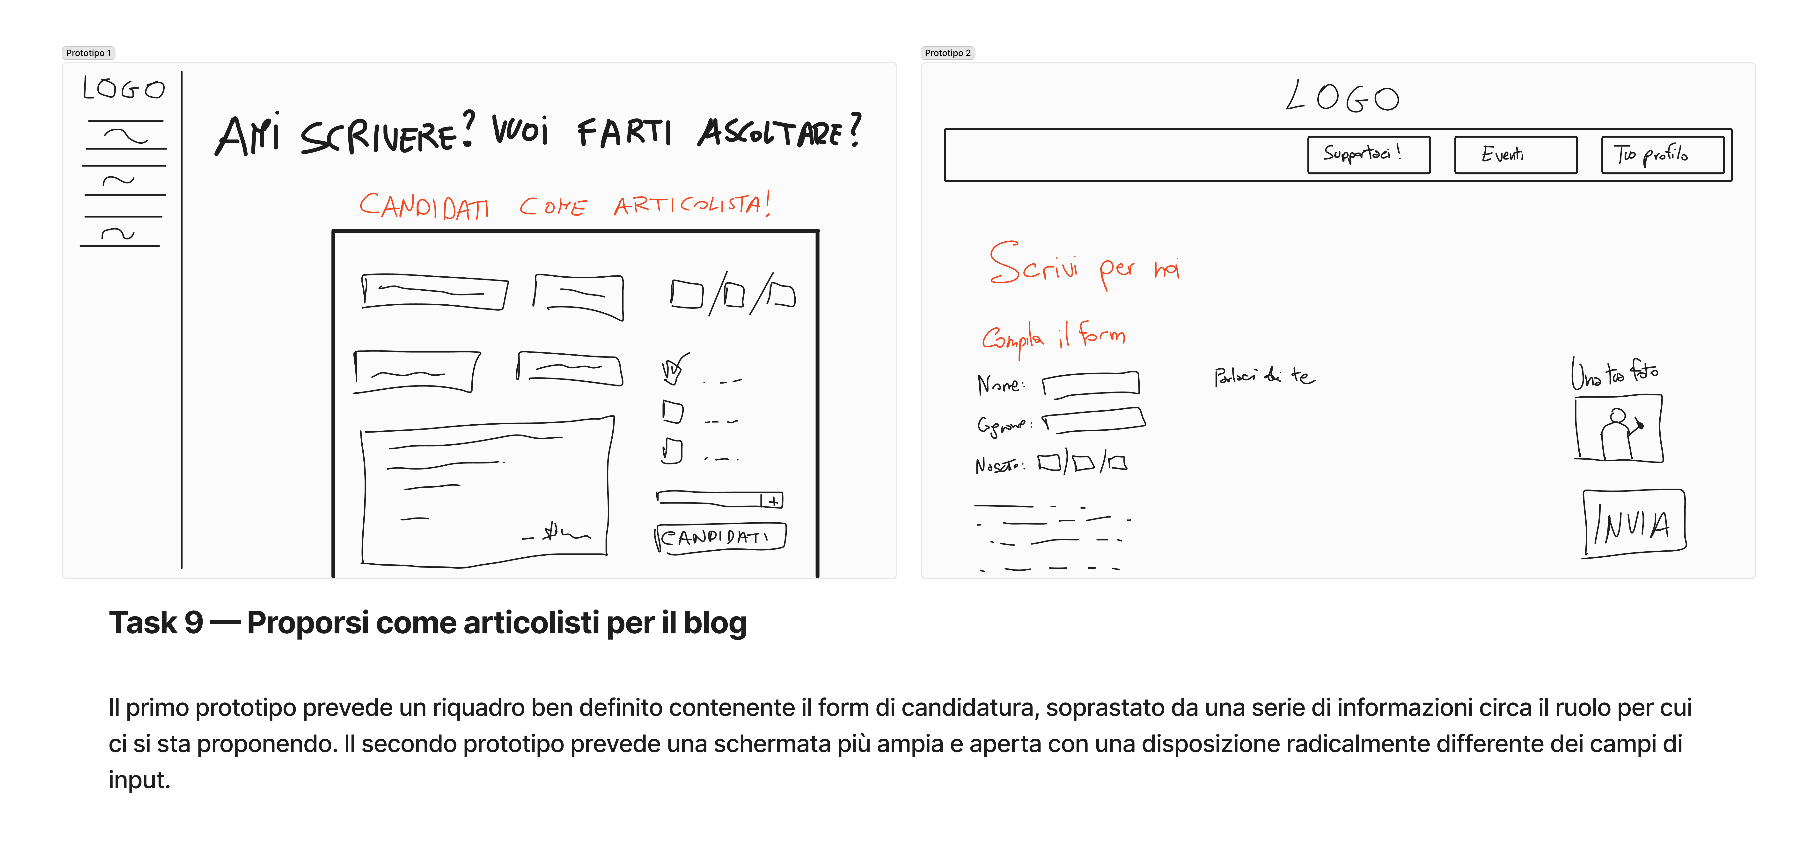 Prototipo 1
LOGO
AMI SCRIVERE? VUOI FARTI ASCOLTARE?
CANDIDATI COME ARTICOLISTA!
+
CANDIDATI
Prototipo 2
LOGO
Supportaci!
Eventi
Tuo profilo
Scrivi per noi
Compila il form
Nome:
Cognome:
Nascita:
Parlaci di te
Una tua foto
INVIA
Task 9 — Proporsi come articolisti per il blog
Il primo prototipo prevede un riquadro ben definito contenente il form di candidatura, soprastato da una serie di informazioni circa il ruolo per cui
ci si sta proponendo. Il secondo prototipo prevede una schermata più ampia e aperta con una disposizione radicalmente differente dei campi di
input.